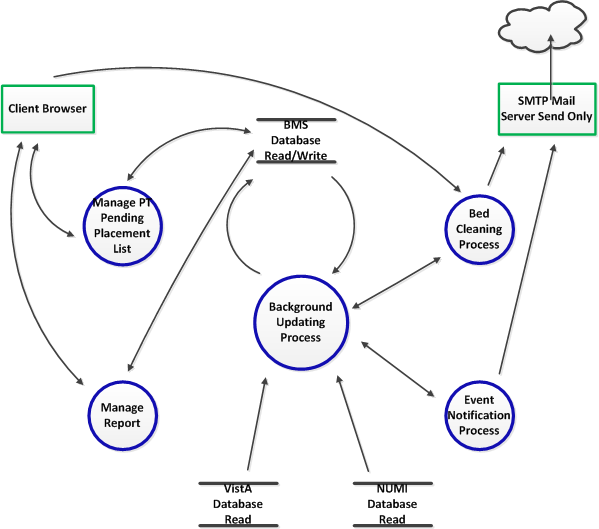 Client Browser
SMTP Mail
Server Send Only
BMS
Database
Read/Write
Manage PT
Pending
Placement
List
Bed
Cleaning
Process
Background
Updating
Process
Manage
Report
Event
Notification
Process
VistA
Database
Read
NUMI
Database
Read